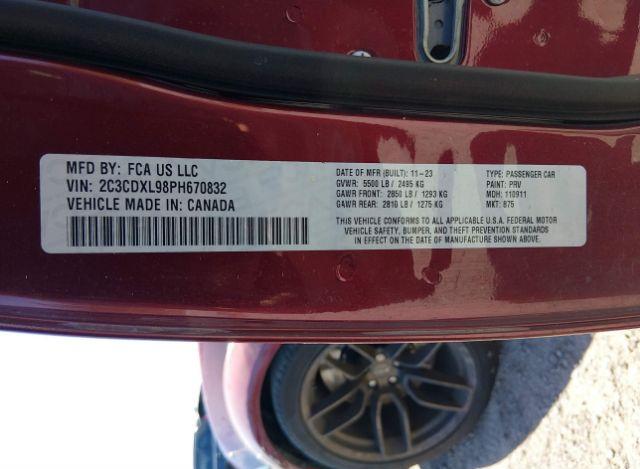 MFD BY: FCA US LLC
VIN: 2C3CDXL98PH670832
VEHICLE MADE IN: CANADA
DATE OF MFR (BUILT): 11-23
GVWR: 5500 LB / 2495 KG
GAWR FRONT: 2850 LB / 1293 KG
GAWR REAR: 2810 LB / 1275 KG
TYPE: PASSENGER CAR
PAINT: PRV
MDH: 110911
MKT: 875
THIS VEHICLE CONFORMS TO ALL APPLICABLE U.S.A. FEDERAL MOTOR
VEHICLE SAFETY, BUMPER, AND THEFT PREVENTION STANDARDS
IN EFFECT ON THE DATE OF MANUFACTURE SHOWN ABOVE.